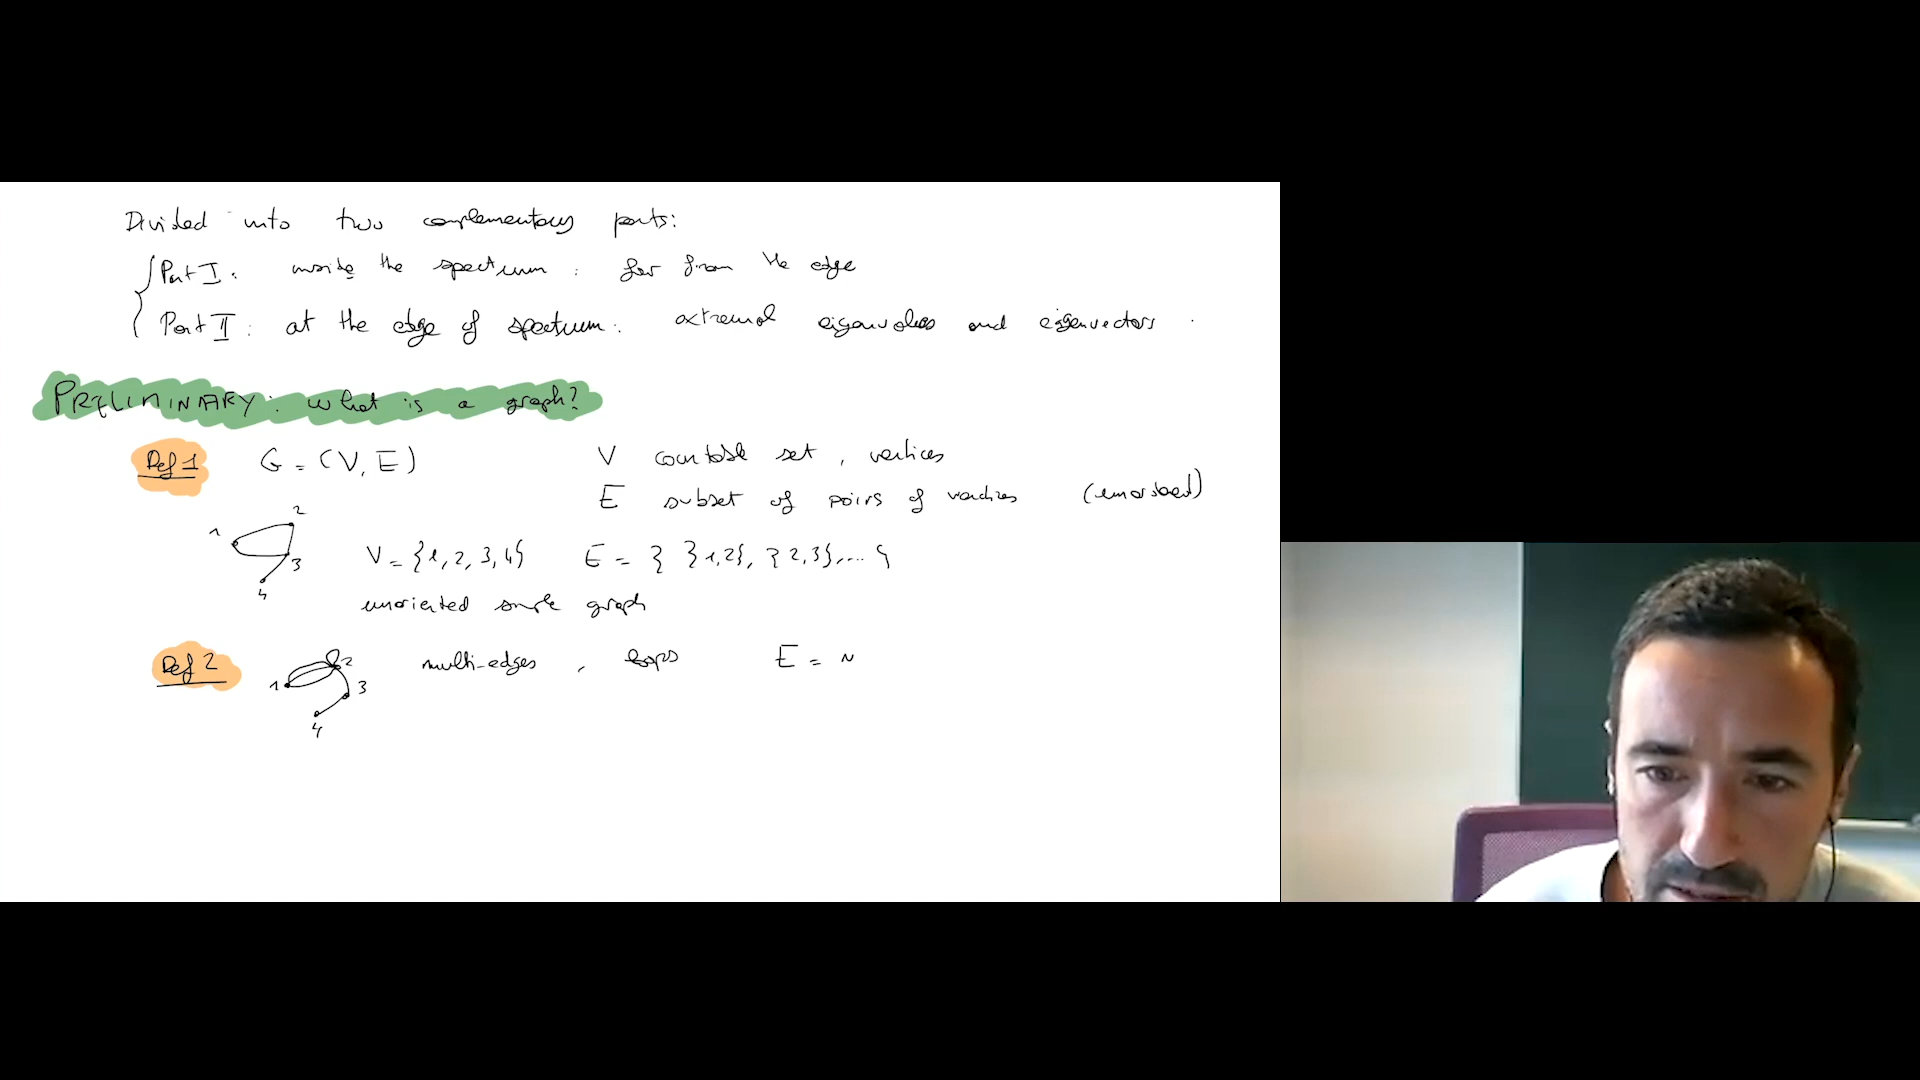 Divided into two complementary parts:
Part I: inside the spectrum: far from the edge
Part II: at the edge of spectrum: extremal eigenvalues and eigenvectors.
PRELIMINARY: what is a graph?
Def 1 G = (V, E) V countable set, vertices
E subset of pairs of vertices (unordered)
1 2 3 4
V = {1, 2, 3, 4} E = { {1,2}, {2,3}, ... }
unoriented simple graph
Def 2 multi-edges, loops E =
1 2 3 4